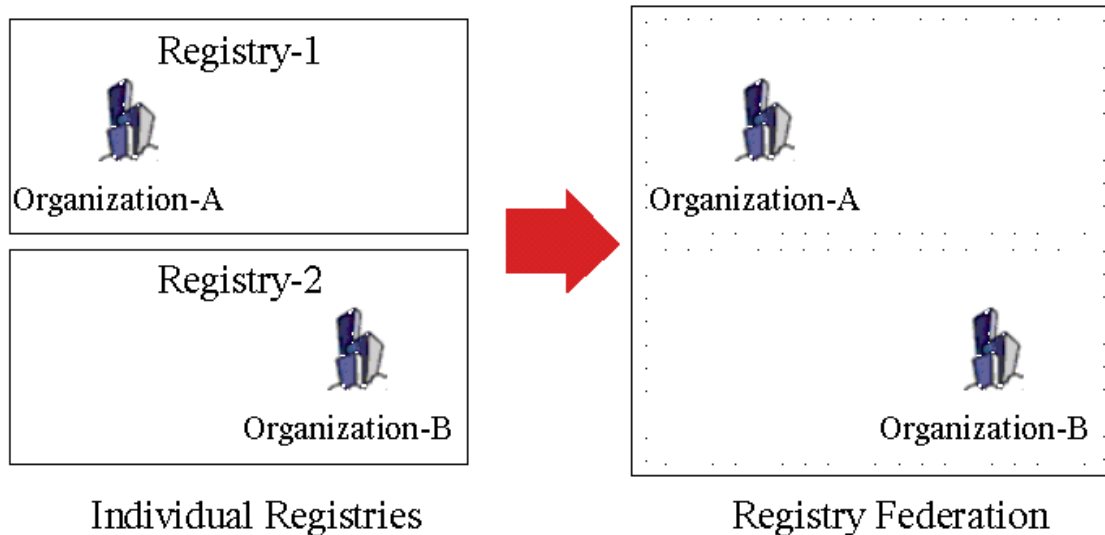 Registry-1
Organization-A
Registry-2
Organization-B
Individual Registries
Organization-A
Organization-B
Registry Federation